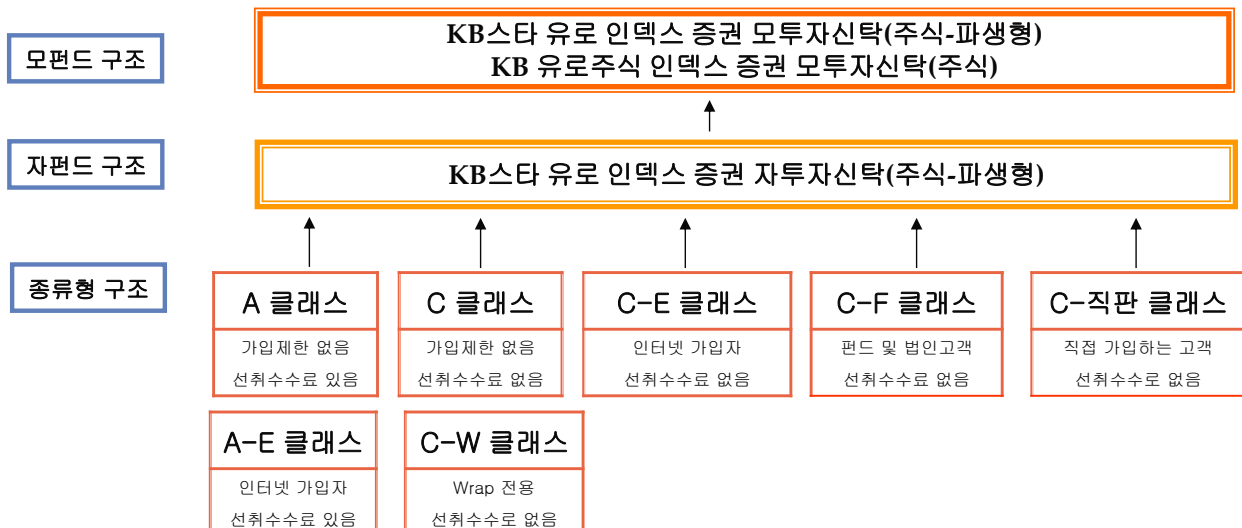 모펀드 구조
KB스타 유로 인덱스 증권 모투자신탁(주식-파생형)
KB 유로주식 인덱스 증권 모투자신탁(주식)
자펀드 구조
KB스타 유로 인덱스 증권 자투자신탁(주식-파생형)
종류형 구조
A 클래스
가입제한 없음
선취수수료 있음
C 클래스
가입제한 없음
선취수수료 없음
C-E 클래스
인터넷 가입자
선취수수료 없음
C-F 클래스
펀드 및 법인고객
선취수수료 없음
C-직판 클래스
직접 가입하는 고객
선취수수로 없음
A-E 클래스
인터넷 가입자
선취수수료 있음
C-W 클래스
Wrap 전용
선취수수로 없음